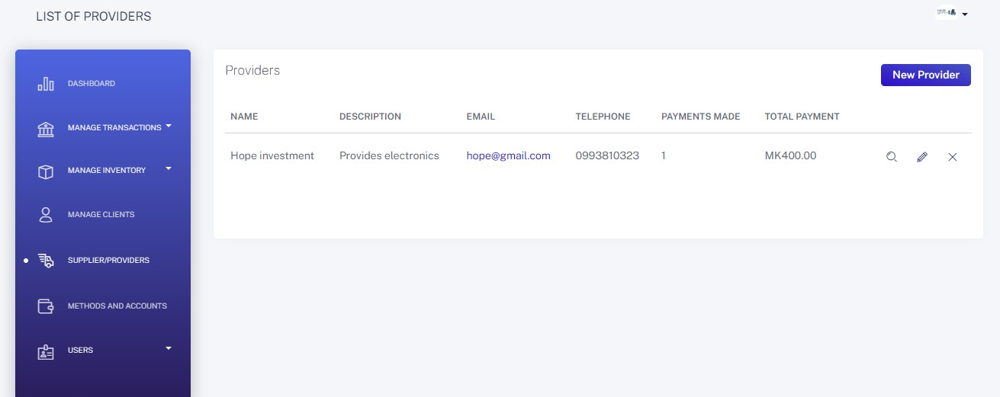 LIST OF PROVIDERS
DASHBOARD
MANAGE TRANSACTIONS
MANAGE INVENTORY
MANAGE CLIENTS
SUPPLIER/PROVIDERS
METHODS AND ACCOUNTS
USERS
Providers
New Provider
NAME DESCRIPTION EMAIL TELEPHONE PAYMENTS MADE TOTAL PAYMENT
Hope investment Provides electronics hope@gmail.com 0993810323 1 MK400.00